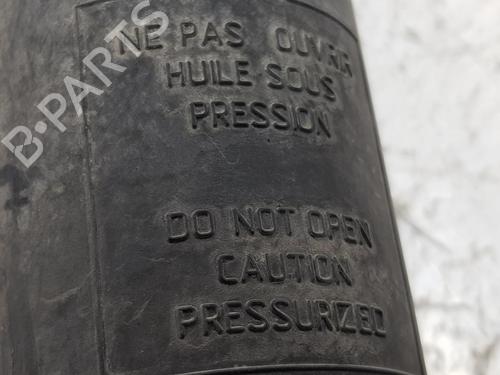 B-PARTS
NE PAS OUVRIR
HUILE SOUS
PRESSION
DO NOT OPEN
CAUTION
PRESSURIZED